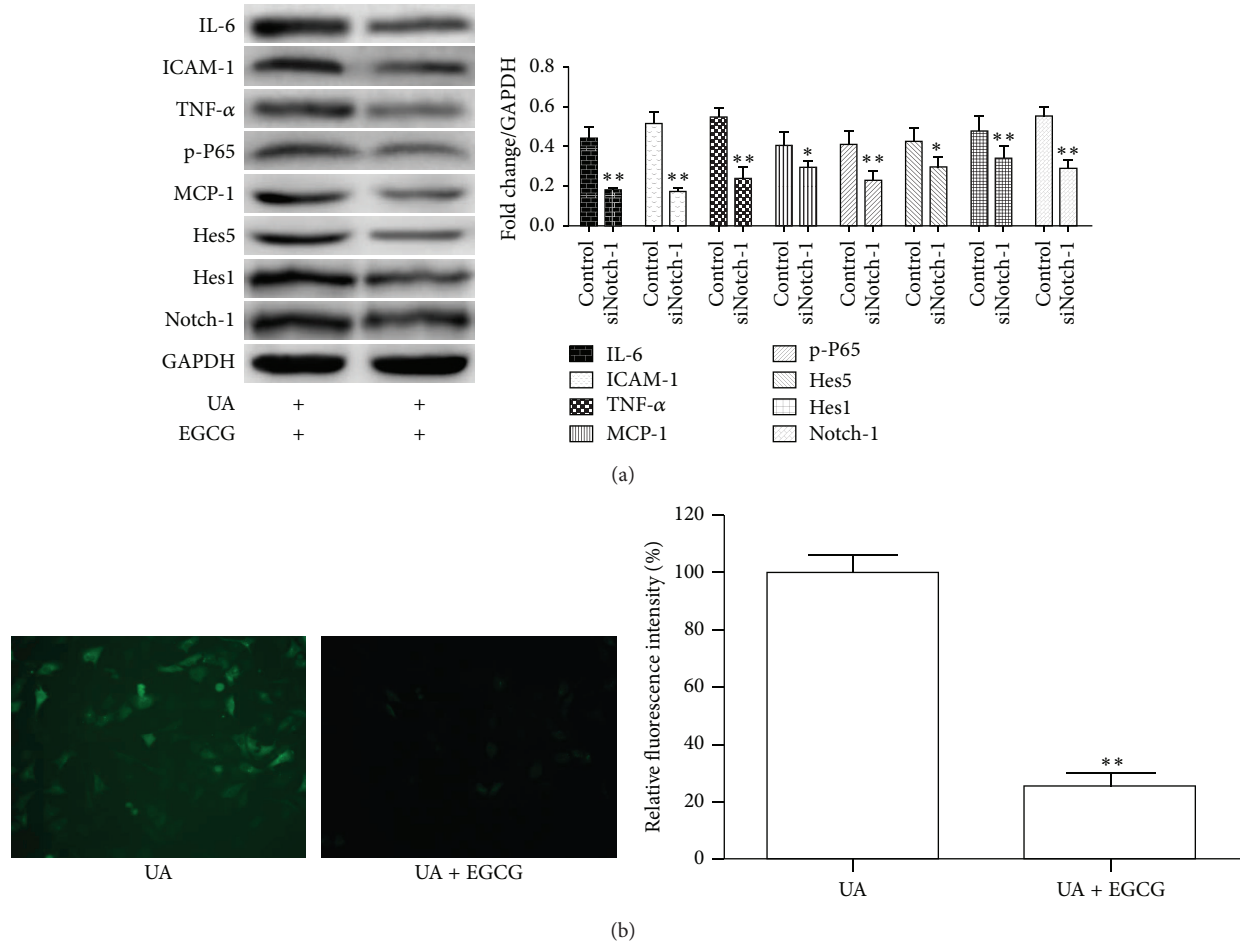 IL-6
ICAM-1
TNF-α
p-P65
MCP-1
Hes5
Hes1
Notch-1
GAPDH
UA + +
EGCG + +
Fold change/GAPDH
0.8
0.6
0.4
0.2
0.0
** ** ** * ** * ** **
Control siNotch-1 Control siNotch-1 Control siNotch-1 Control siNotch-1 Control siNotch-1 Control siNotch-1 Control siNotch-1 Control siNotch-1
IL-6
ICAM-1
TNF-α
MCP-1
p-P65
Hes5
Hes1
Notch-1
(a)
UA
UA + EGCG
Relative fluorescence intensity (%)
120
100
80
60
40
20
0
**
UA
UA + EGCG
(b)